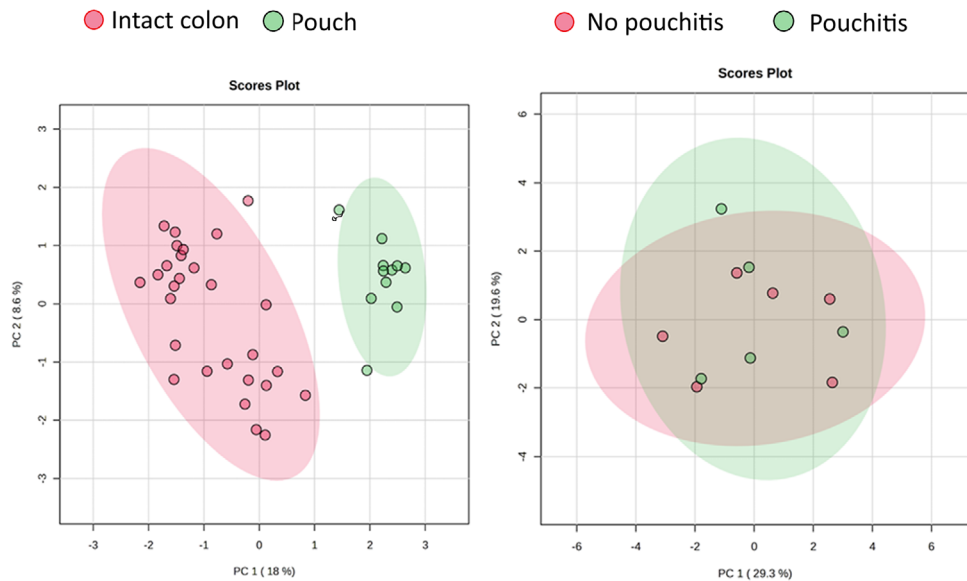 Intact colon Pouch
Scores Plot
PC 2 ( 8.6 %)
3
2
1
0
-1
-2
-3
-3 -2 -1 0 1 2 3
PC 1 ( 18 %)
No pouchitis Pouchitis
Scores Plot
PC 2 ( 19.6 %)
6
4
2
0
-2
-4
-6 -4 -2 0 2 4 6
PC 1 ( 29.3 %)